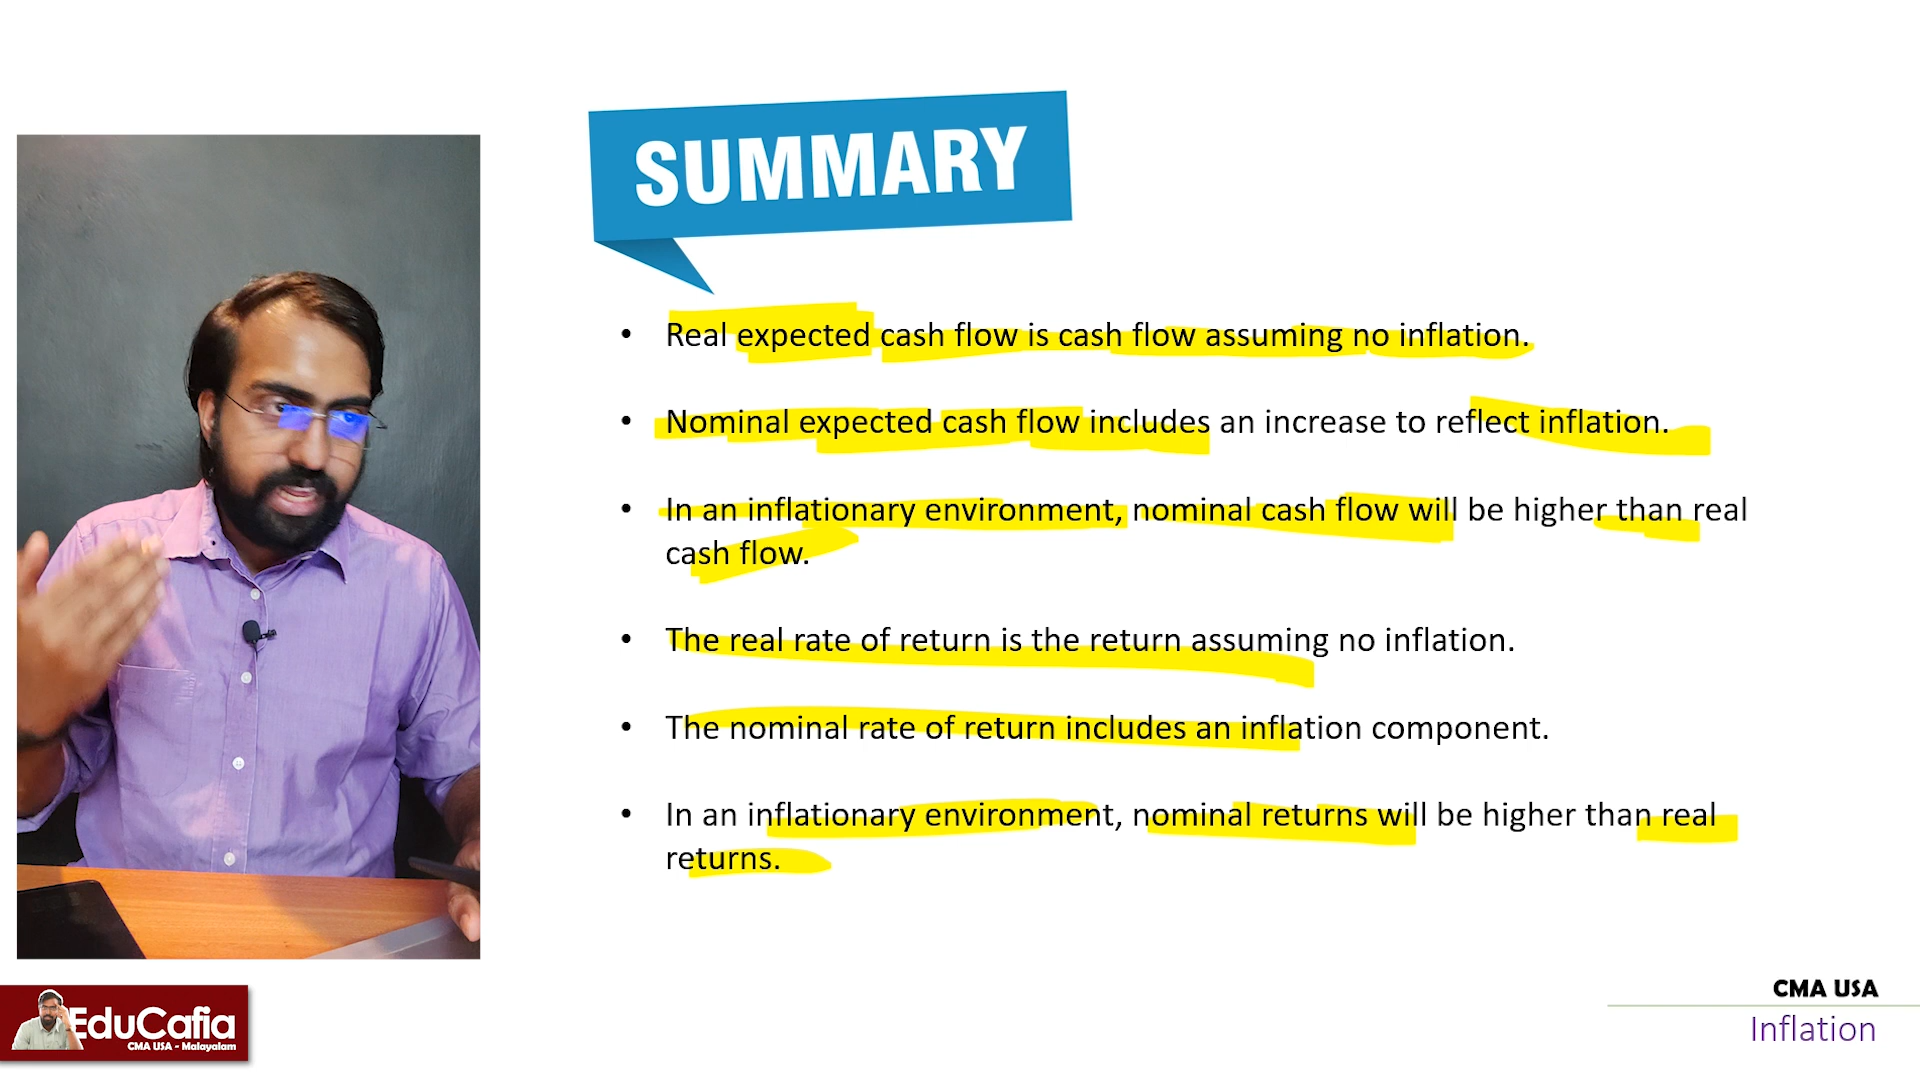 SUMMARY
• Real expected cash flow is cash flow assuming no inflation.
• Nominal expected cash flow includes an increase to reflect inflation.
• In an inflationary environment, nominal cash flow will be higher than real
cash flow.
• The real rate of return is the return assuming no inflation.
• The nominal rate of return includes an inflation component.
• In an inflationary environment, nominal returns will be higher than real
returns.
EduCafia
CMA USA - Malayalam
CMA USA
Inflation